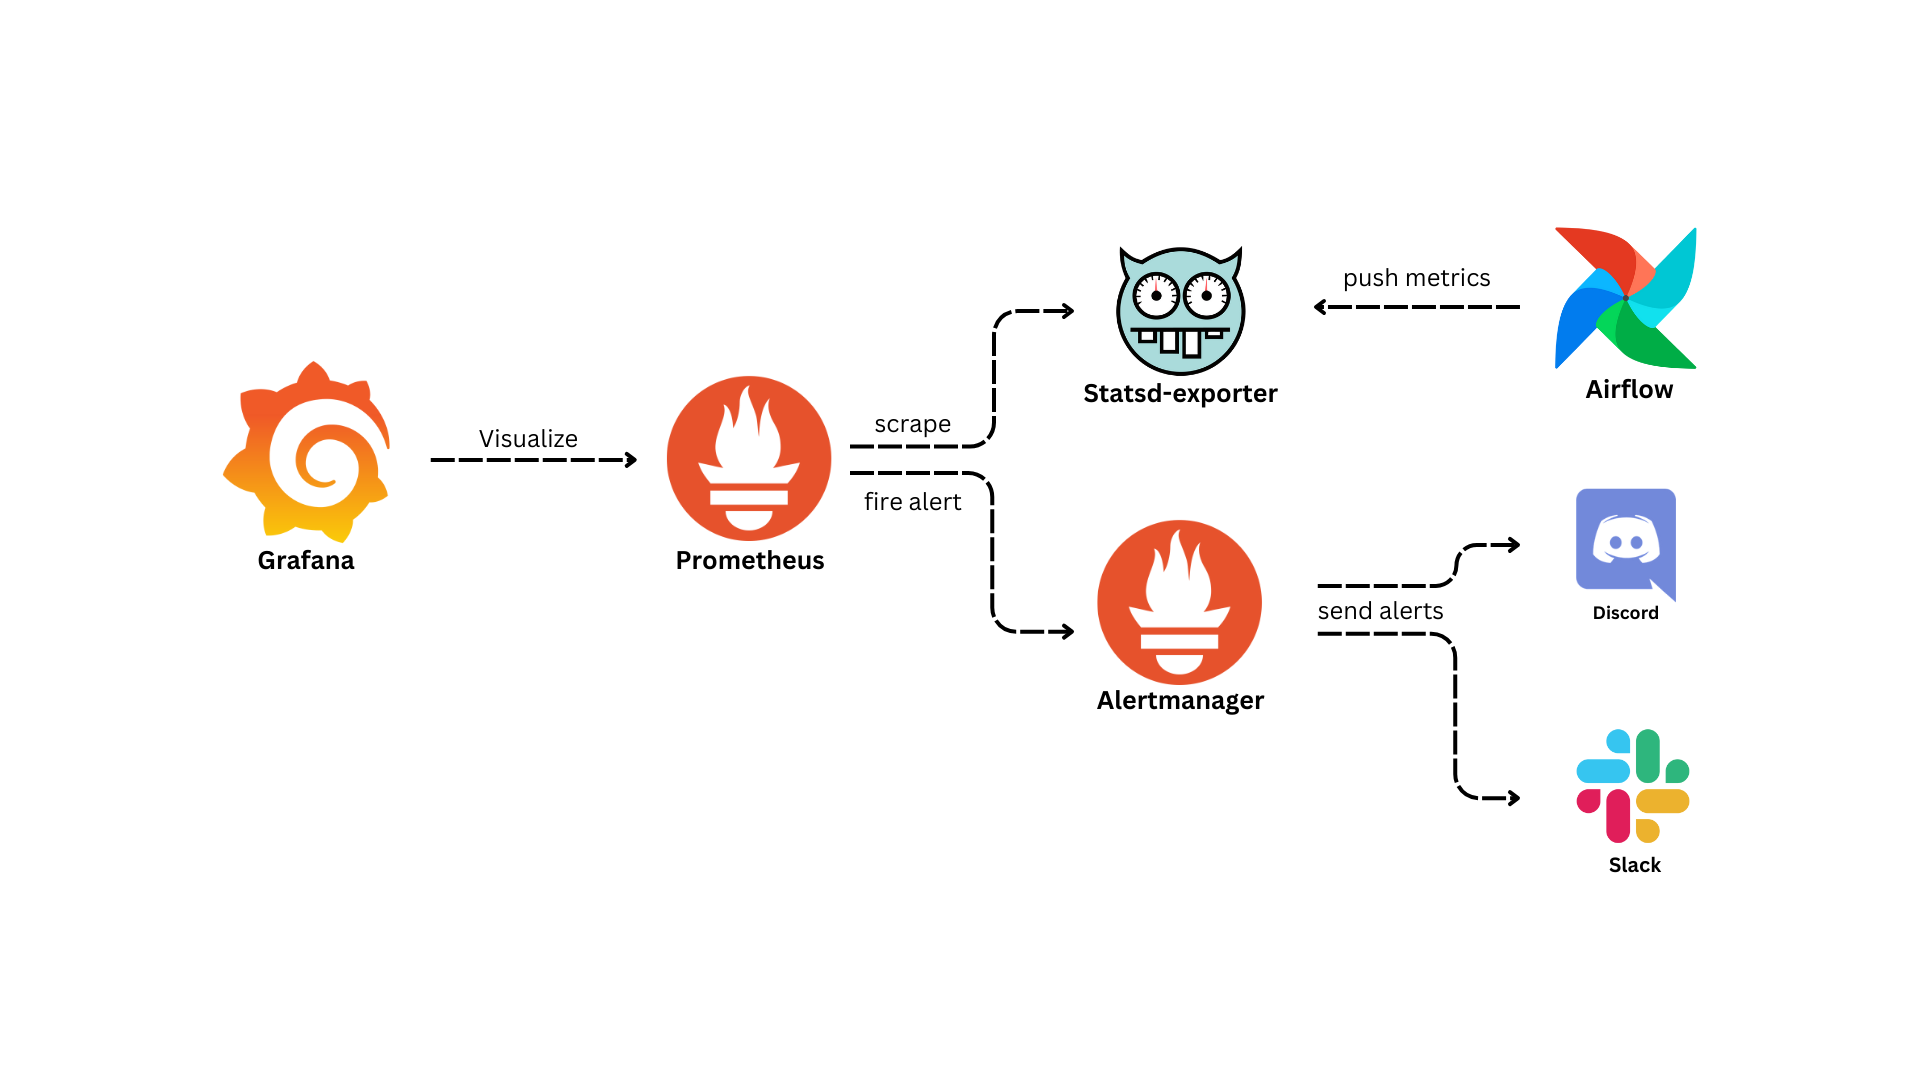 push metrics
Airflow
Statsd-exporter
scrape
Visualize
fire alert
Grafana
Prometheus
send alerts
Discord
Alertmanager
Slack